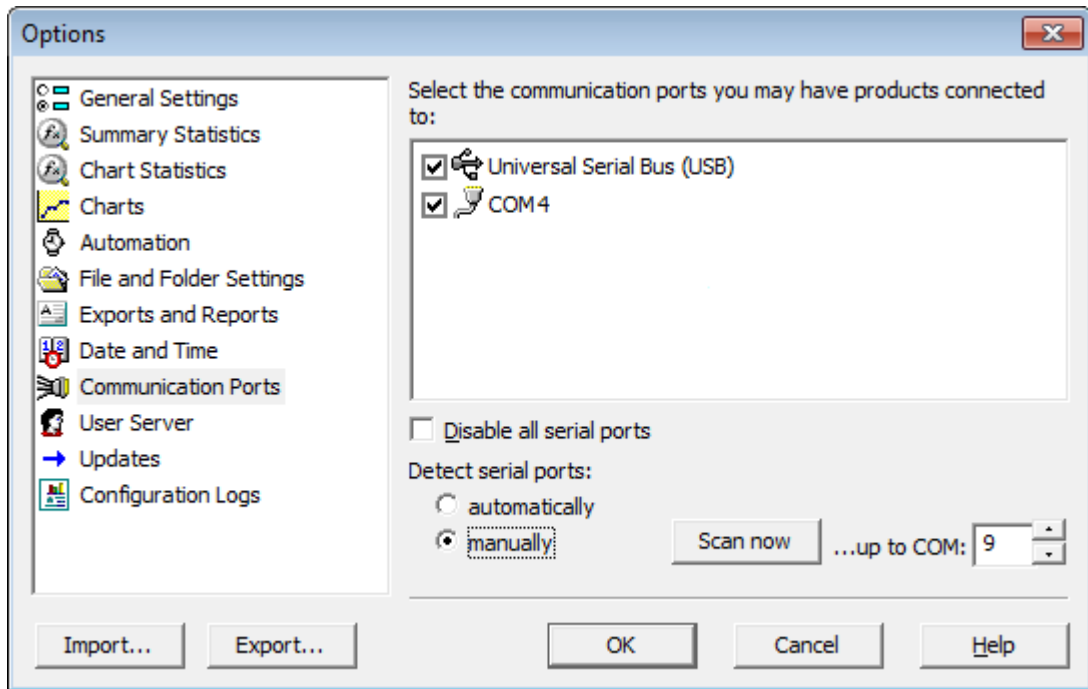 Options
General Settings
Summary Statistics
Chart Statistics
Charts
Automation
File and Folder Settings
Exports and Reports
Date and Time
Communication Ports
User Server
Updates
Configuration Logs
Select the communication ports you may have products connected
to:
Universal Serial Bus (USB)
COM4
Disable all serial ports
Detect serial ports:
automatically
manually
Scan now ...up to COM: 9
Import... Export... OK Cancel Help